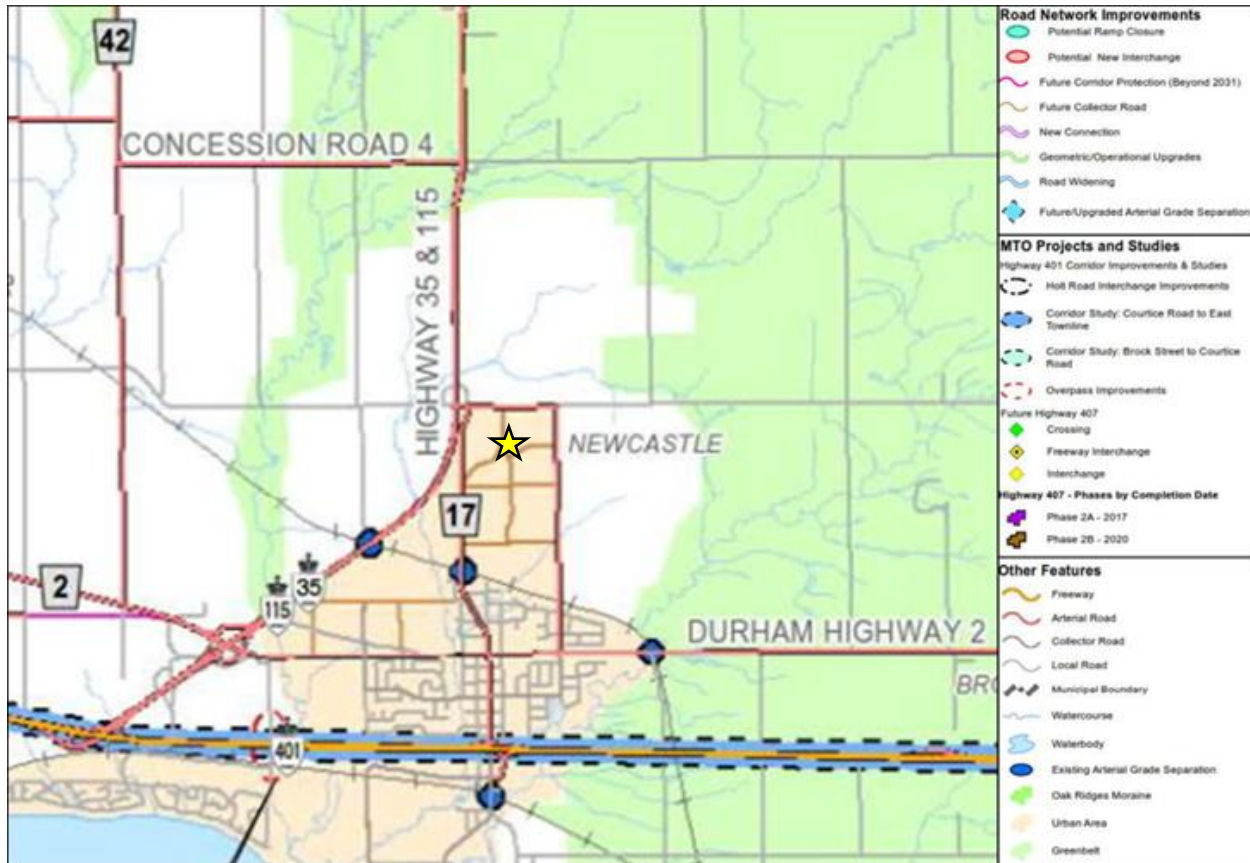 42
CONCESSION ROAD 4
HIGHWAY 35 & 115
NEWCASTLE
17
2
35
115
DURHAM HIGHWAY 2
BRO
401
Road Network Improvements
Potential Ramp Closure
Potential New Interchange
Future Corridor Protection (Beyond 2031)
Future Collector Road
New Connection
Geometric/Operational Upgrades
Road Widening
Future/Upgraded Arterial Grade Separation
MTO Projects and Studies
Highway 401 Corridor Improvements & Studies
Holt Road Interchange Improvements
Corridor Study: Courtice Road to East
Townline
Corridor Study: Brock Street to Courtice
Road
Overpass Improvements
Future Highway 407
Crossing
Freeway Interchange
Interchange
Highway 407 - Phases by Completion Date
Phase 2A - 2017
Phase 2B - 2020
Other Features
Freeway
Arterial Road
Collector Road
Local Road
Municipal Boundary
Watercourse
Waterbody
Existing Arterial Grade Separation
Oak Ridges Moraine
Urban Area
Greenbelt